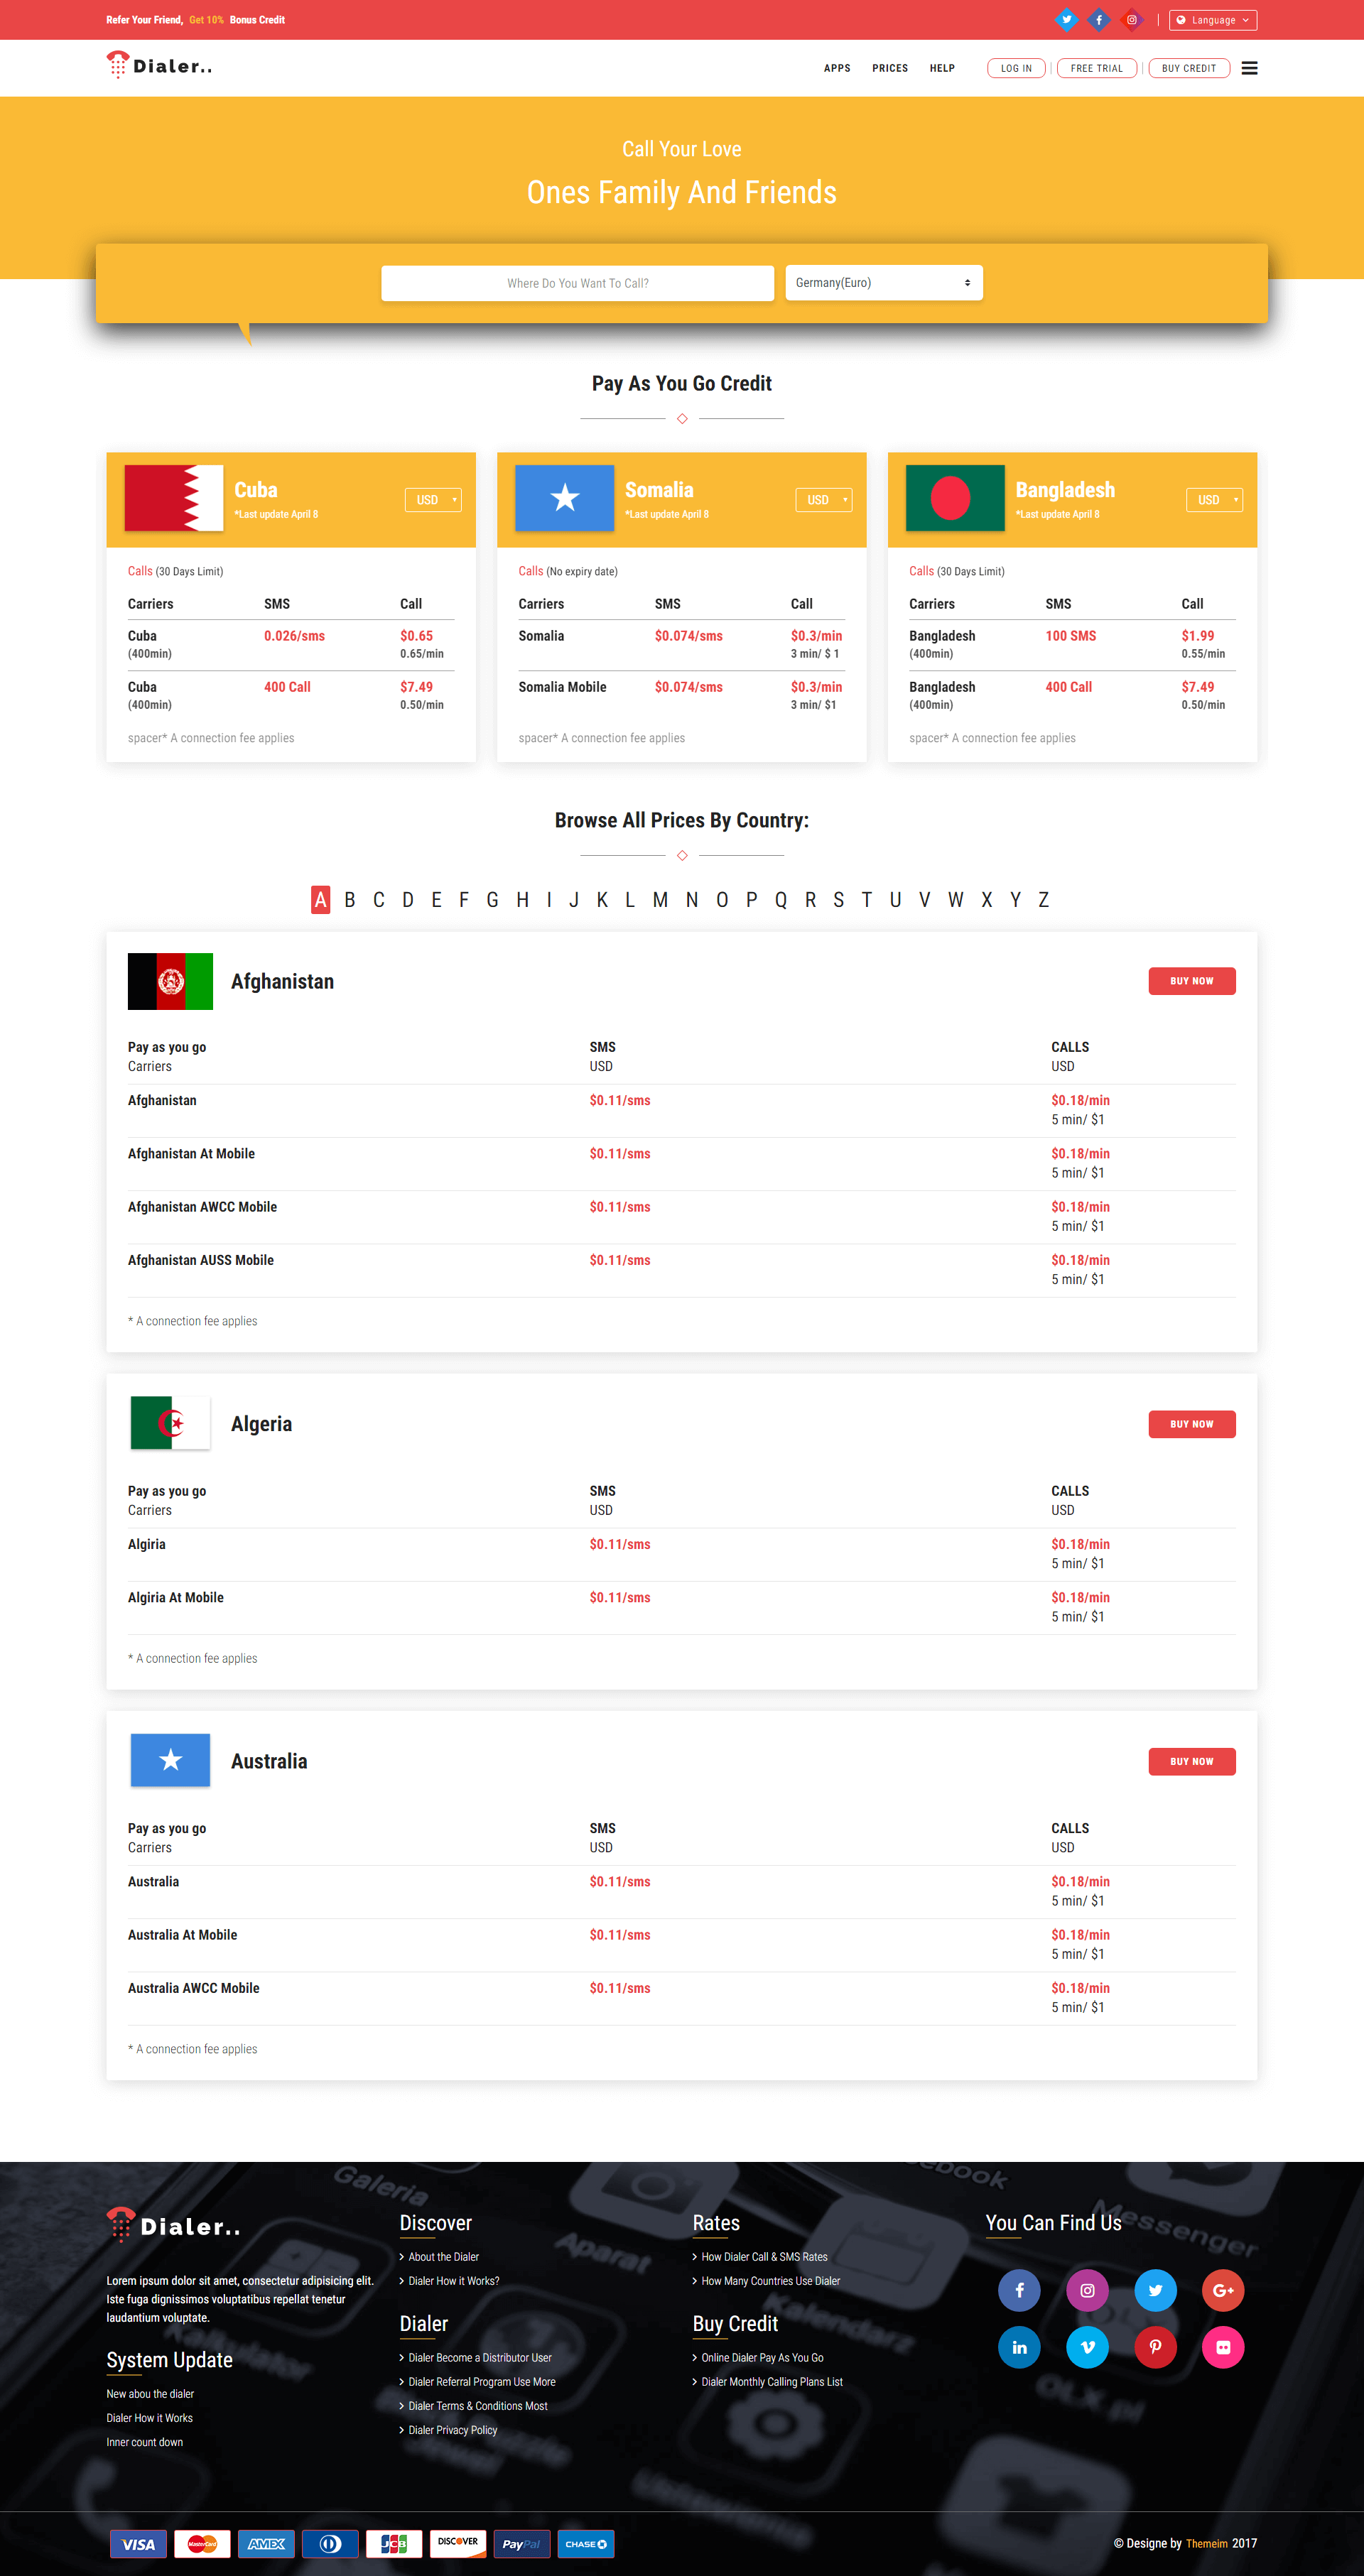 Refer Your Friend, Get 10% Bonus Credit
Language
Dialer..
APPS PRICES HELP LOG IN FREE TRIAL BUY CREDIT
Call Your Love
Ones Family And Friends
Where Do You Want To Call? Germany(Euro)
Pay As You Go Credit
Cuba
*Last update April 8
USD
Calls (30 Days Limit)
Carriers SMS Call
Cuba 0.026/sms $0.65
(400min) 0.65/min
Cuba 400 Call $7.49
(400min) 0.50/min
spacer* A connection fee applies
Somalia
*Last update April 8
USD
Calls (No expiry date)
Carriers SMS Call
Somalia $0.074/sms $0.3/min
3 min/ $ 1
Somalia Mobile $0.074/sms $0.3/min
3 min/ $1
spacer* A connection fee applies
Bangladesh
*Last update April 8
USD
Calls (30 Days Limit)
Carriers SMS Call
Bangladesh 100 SMS $1.99
(400min) 0.55/min
Bangladesh 400 Call $7.49
(400min) 0.50/min
spacer* A connection fee applies
Browse All Prices By Country:
A B C D E F G H I J K L M N O P Q R S T U V W X Y Z
Afghanistan BUY NOW
Pay as you go SMS CALLS
Carriers USD USD
Afghanistan $0.11/sms $0.18/min
5 min/ $1
Afghanistan At Mobile $0.11/sms $0.18/min
5 min/ $1
Afghanistan AWCC Mobile $0.11/sms $0.18/min
5 min/ $1
Afghanistan AUSS Mobile $0.11/sms $0.18/min
5 min/ $1
* A connection fee applies
Algeria BUY NOW
Pay as you go SMS CALLS
Carriers USD USD
Algiria $0.11/sms $0.18/min
5 min/ $1
Algiria At Mobile $0.11/sms $0.18/min
5 min/ $1
* A connection fee applies
Australia BUY NOW
Pay as you go SMS CALLS
Carriers USD USD
Australia $0.11/sms $0.18/min
5 min/ $1
Australia At Mobile $0.11/sms $0.18/min
5 min/ $1
Australia AWCC Mobile $0.11/sms $0.18/min
5 min/ $1
* A connection fee applies
Galeria
Aparat
Messenger
Kalendarz
OLX.pl
Dialer..
Lorem ipsum dolor sit amet, consectetur adipisicing elit.
Iste fuga dignissimos voluptatibus repellat tenetur
laudantium voluptate.
System Update
New abou the dialer
Dialer How it Works
Inner count down
Discover
About the Dialer
Dialer How it Works?
Dialer
Dialer Become a Distributor User
Dialer Referral Program Use More
Dialer Terms & Conditions Most
Dialer Privacy Policy
Rates
How Dialer Call & SMS Rates
How Many Countries Use Dialer
Buy Credit
Online Dialer Pay As You Go
Dialer Monthly Calling Plans List
You Can Find Us
G+
in
VISA MasterCard AMEX JCB DISCOVER PayPal CHASE
© Designe by Themeim 2017